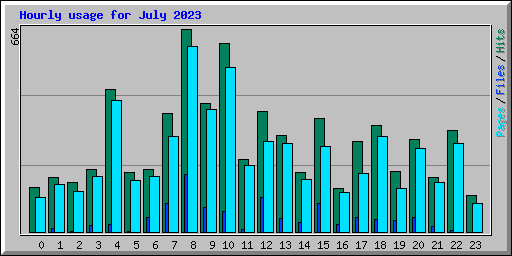 Hourly usage for July 2023
664
Pages/Files/Hits
0 1 2 3 4 5 6 7 8 9 10 11 12 13 14 15 16 17 18 19 20 21 22 23